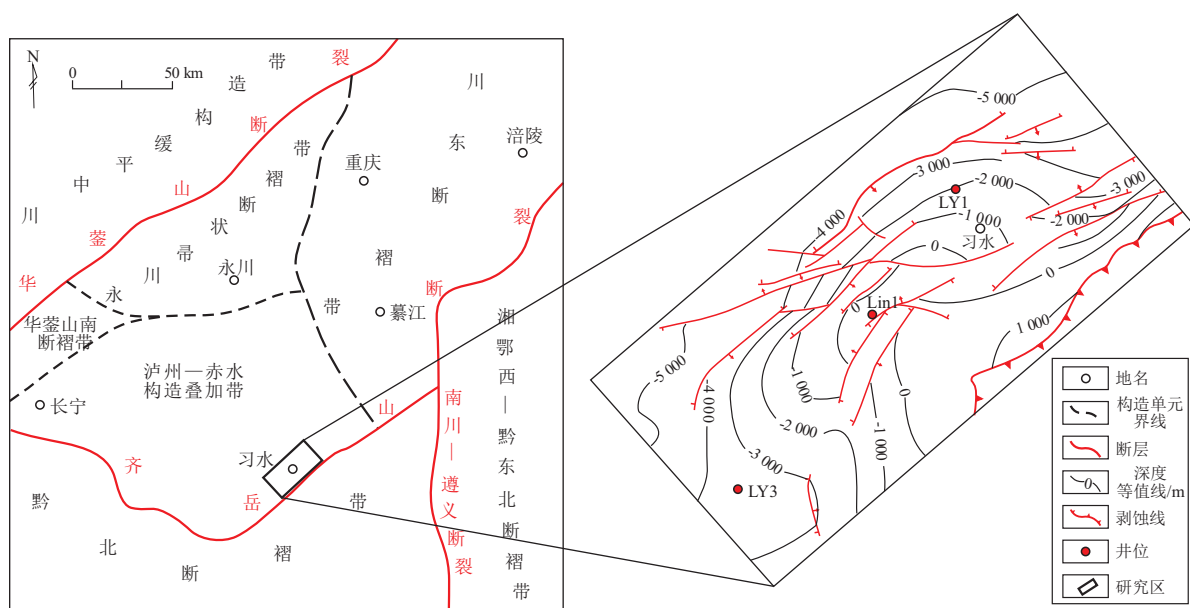 N
0 50 km
川中平缓构造带
华蓥山断裂
永川帚状断褶带
川东断褶带
重庆
涪陵
永川
綦江
华蓥山南
断褶带
泸州—赤水
构造叠加带
长宁
习水
齐岳山断裂
南川—遵义断裂
湘鄂西—黔东北断褶带
黔北断褶带
-5 000
-3 000
3 000
-2 000
LY1
-1 000
-2 000
习水
-4 000
0
0
0
Lin1
1 000
-5 000
-4 000
-1 000
0
-2 000
-1 000
-3 000
LY3
地名
构造单元
界线
断层
0
深度
等值线/m
剥蚀线
井位
研究区